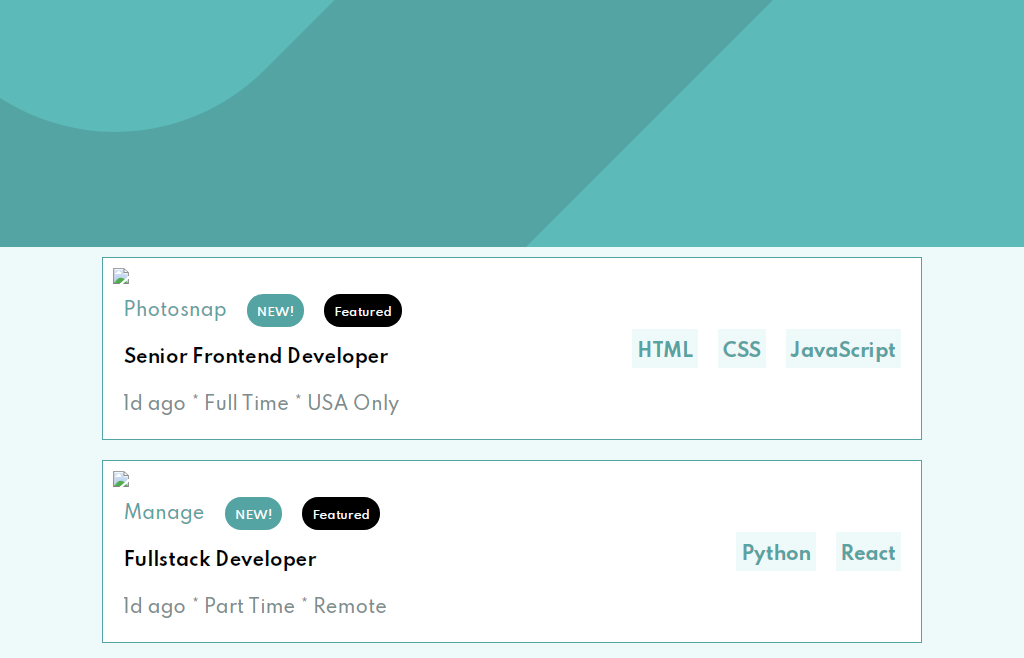 Photosnap NEW! Featured
Senior Frontend Developer
HTML CSS JavaScript
1d ago * Full Time * USA Only
Manage NEW! Featured
Fullstack Developer
Python React
1d ago * Part Time * Remote